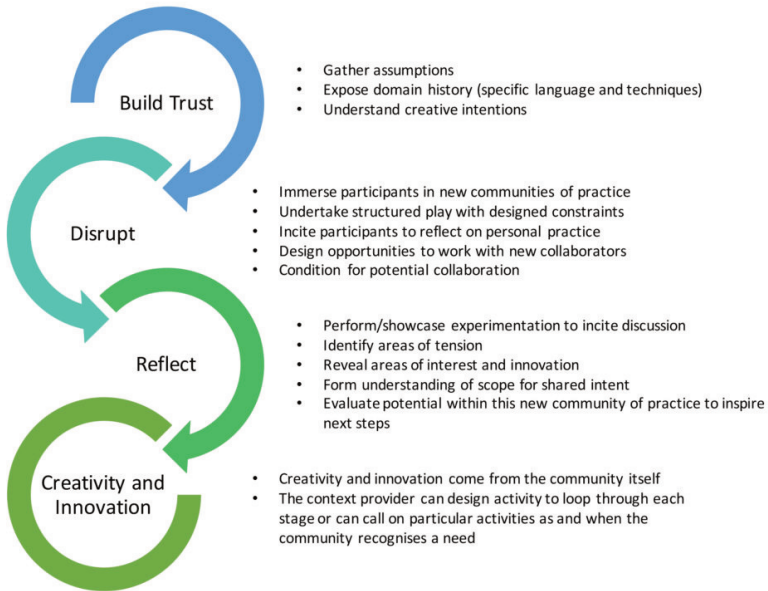 Build Trust
• Gather assumptions
• Expose domain history (specific language and techniques)
• Understand creative intentions
Disrupt
• Immerse participants in new communities of practice
• Undertake structured play with designed constraints
• Incite participants to reflect on personal practice
• Design opportunities to work with new collaborators
• Condition for potential collaboration
Reflect
• Perform/showcase experimentation to incite discussion
• Identify areas of tension
• Reveal areas of interest and innovation
• Form understanding of scope for shared intent
• Evaluate potential within this new community of practice to inspire
next steps
Creativity and
Innovation
• Creativity and innovation come from the community itself
• The context provider can design activity to loop through each
stage or can call on particular activities as and when the
community recognises a need